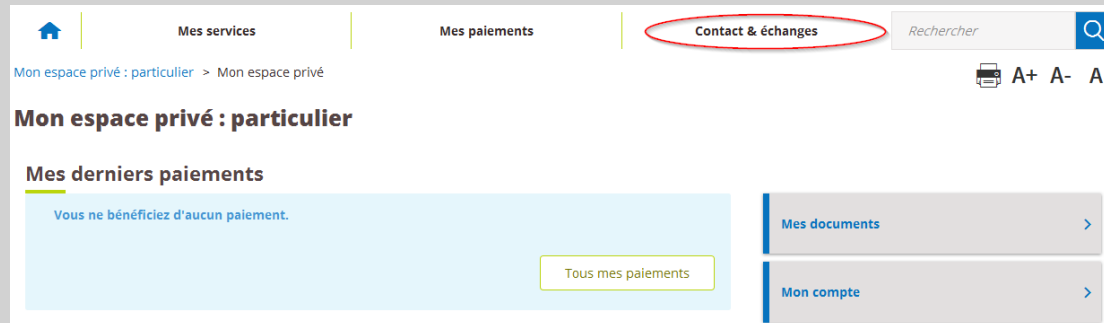 Mes services
Mes paiements
Contact & échanges
Rechercher
Mon espace privé : particulier > Mon espace privé
A+ A- A
Mon espace privé : particulier
Mes derniers paiements
Vous ne bénéficiez d'aucun paiement.
Tous mes paiements
Mes documents
Mon compte